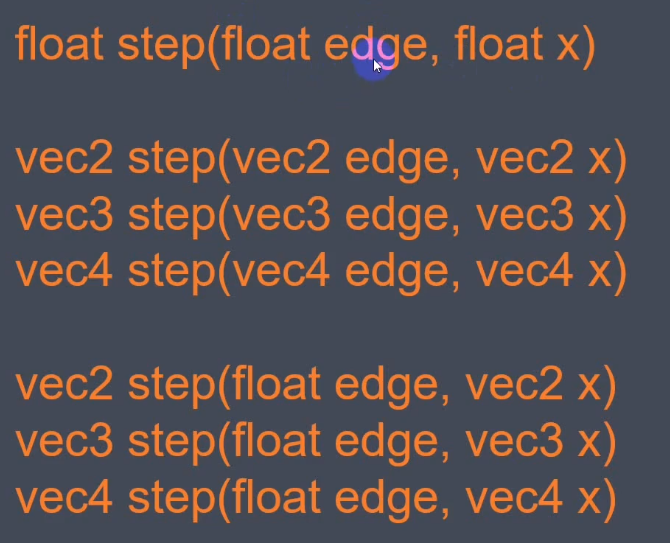 float step(float edge, float x)
vec2 step(vec2 edge, vec2 x)
vec3 step(vec3 edge, vec3 x)
vec4 step(vec4 edge, vec4 x)
vec2 step(float edge, vec2 x)
vec3 step(float edge, vec3 x)
vec4 step(float edge, vec4 x)